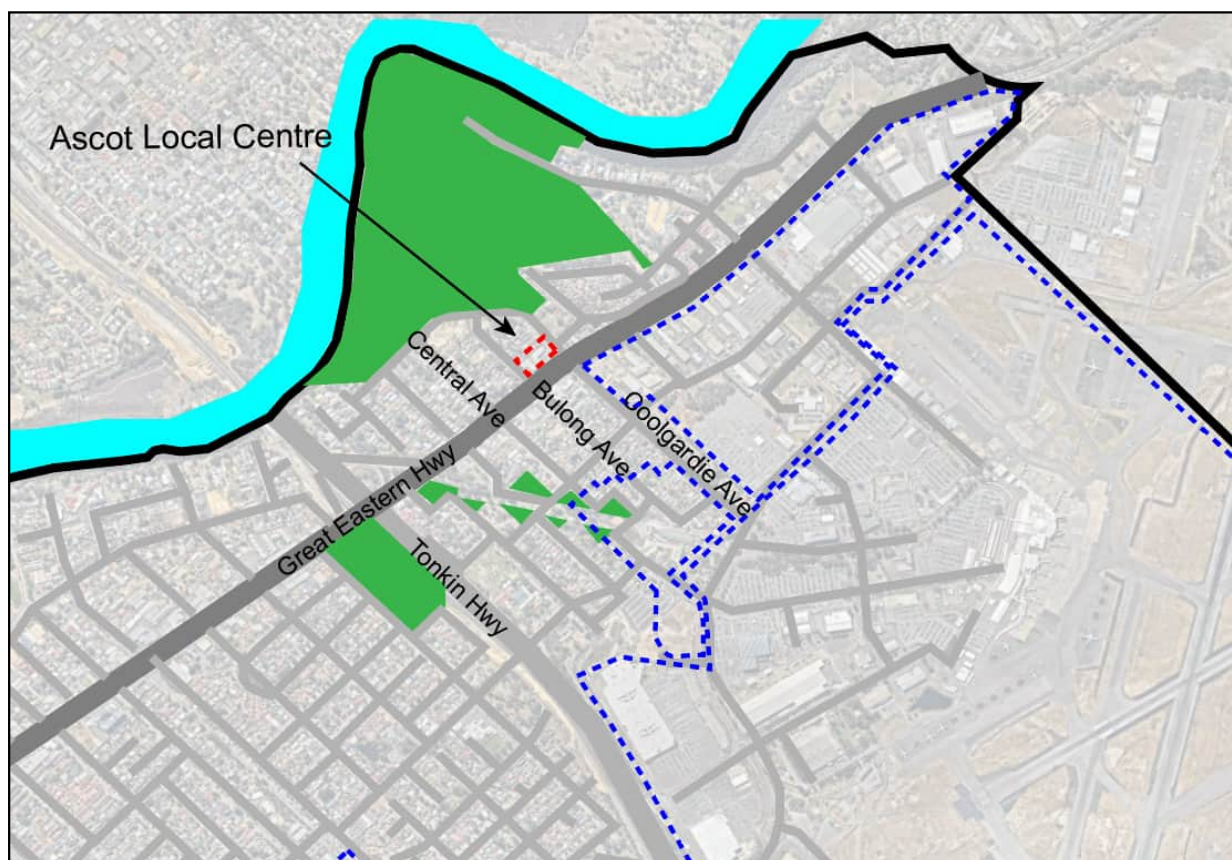 Ascot Local Centre
Central Ave
Bulong Ave
Coolgardie Ave
Great Eastern Hwy
Tonkin Hwy